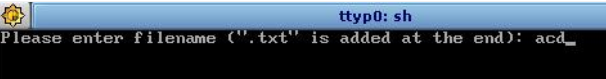 ttyp0: sh
Please enter filename (".txt" is added at the end): acd_